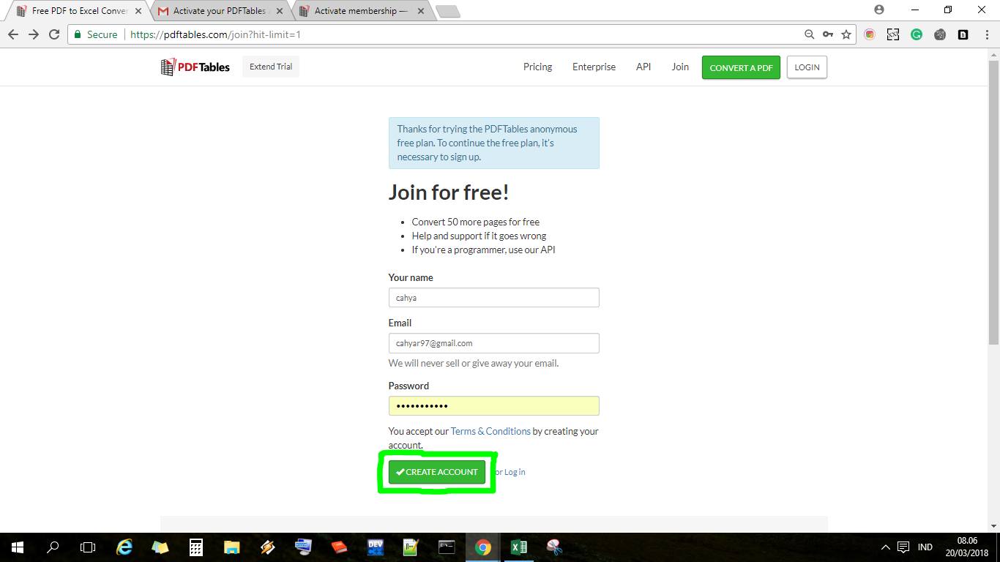 Free PDF to Excel Conver
Activate your PDFTables A
Activate membership —
Secure
https://pdftables.com/join?hit-limit=1
PDFTables
Extend Trial
Pricing
Enterprise
API
Join
CONVERT A PDF
LOGIN
Thanks for trying the PDFTables anonymous
free plan. To continue the free plan, it's
necessary to sign up.
Join for free!
• Convert 50 more pages for free
• Help and support if it goes wrong
• If you're a programmer, use our API
Your name
cahya
Email
cahyar97@gmail.com
We will never sell or give away your email.
Password
•••••••••••
You accept our Terms & Conditions by creating your
account.
CREATE ACCOUNT
or Log in
DEV
IND
08.06
20/03/2018